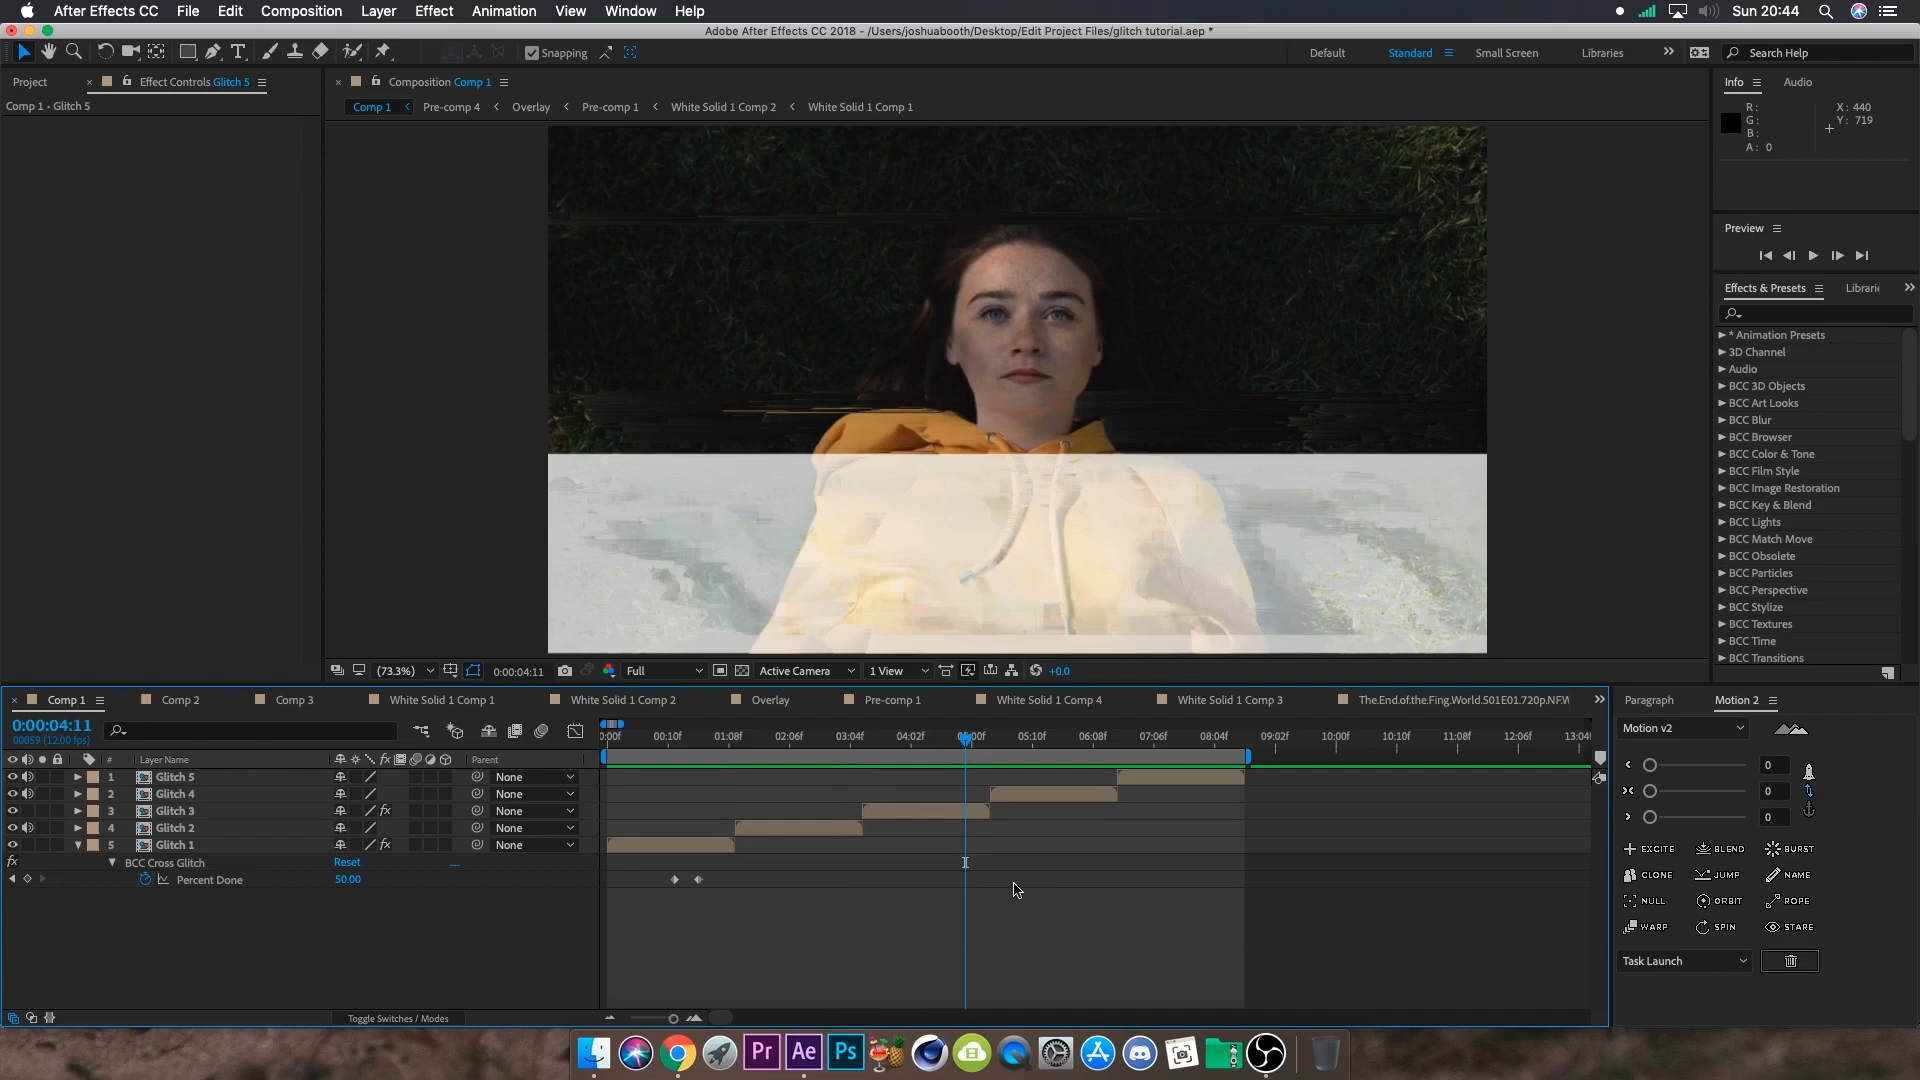 After Effects CC File Edit Composition Layer Effect Animation View Window Help Sun 20:44
Adobe After Effects CC 2018 - /Users/joshuabooth/Desktop/Edit Project Files/glitch tutorial.aep *
Snapping Default Standard Small Screen Libraries Search Help
Project Effect Controls Glitch 5
Comp 1 • Glitch 5
Composition Comp 1
Comp 1 Pre-comp 4 Overlay Pre-comp 1 White Solid 1 Comp 2 White Solid 1 Comp 1
Info Audio
R: X: 440
G: Y: 719
B:
A: 0
Preview
Effects & Presets Librari
* Animation Presets
3D Channel
Audio
BCC 3D Objects
BCC Art Looks
BCC Blur
BCC Browser
BCC Color & Tone
BCC Film Style
BCC Image Restoration
BCC Key & Blend
BCC Lights
BCC Match Move
BCC Obsolete
BCC Particles
BCC Perspective
BCC Stylize
BCC Textures
BCC Time
BCC Transitions
(73.3%) 0:00:04:11 Full Active Camera 1 View +0.0
Comp 1 Comp 2 Comp 3 White Solid 1 Comp 1 White Solid 1 Comp 2 Overlay Pre-comp 1 White Solid 1 Comp 4 White Solid 1 Comp 3 The.End.of.the.Fing.World.S01E01.720p.NF.W
0:00:04:11
00059 (12.00 fps)
0:00f 00:10f 01:08f 02:06f 03:04f 04:02f 05:00f 05:10f 06:08f 07:06f 08:04f 09:02f 10:00f 10:10f 11:08f 12:06f 13:04f
# Layer Name fx Parent
1 Glitch 5 None
2 Glitch 4 None
3 Glitch 3 fx None
4 Glitch 2 None
5 Glitch 1 fx None
fx BCC Cross Glitch Reset
Percent Done 50.00
Toggle Switches / Modes
Paragraph Motion 2
Motion v2
0
0
0
EXCITE BLEND BURST
CLONE JUMP NAME
NULL ORBIT ROPE
WARP SPIN STARE
Task Launch
Pr Ae Ps